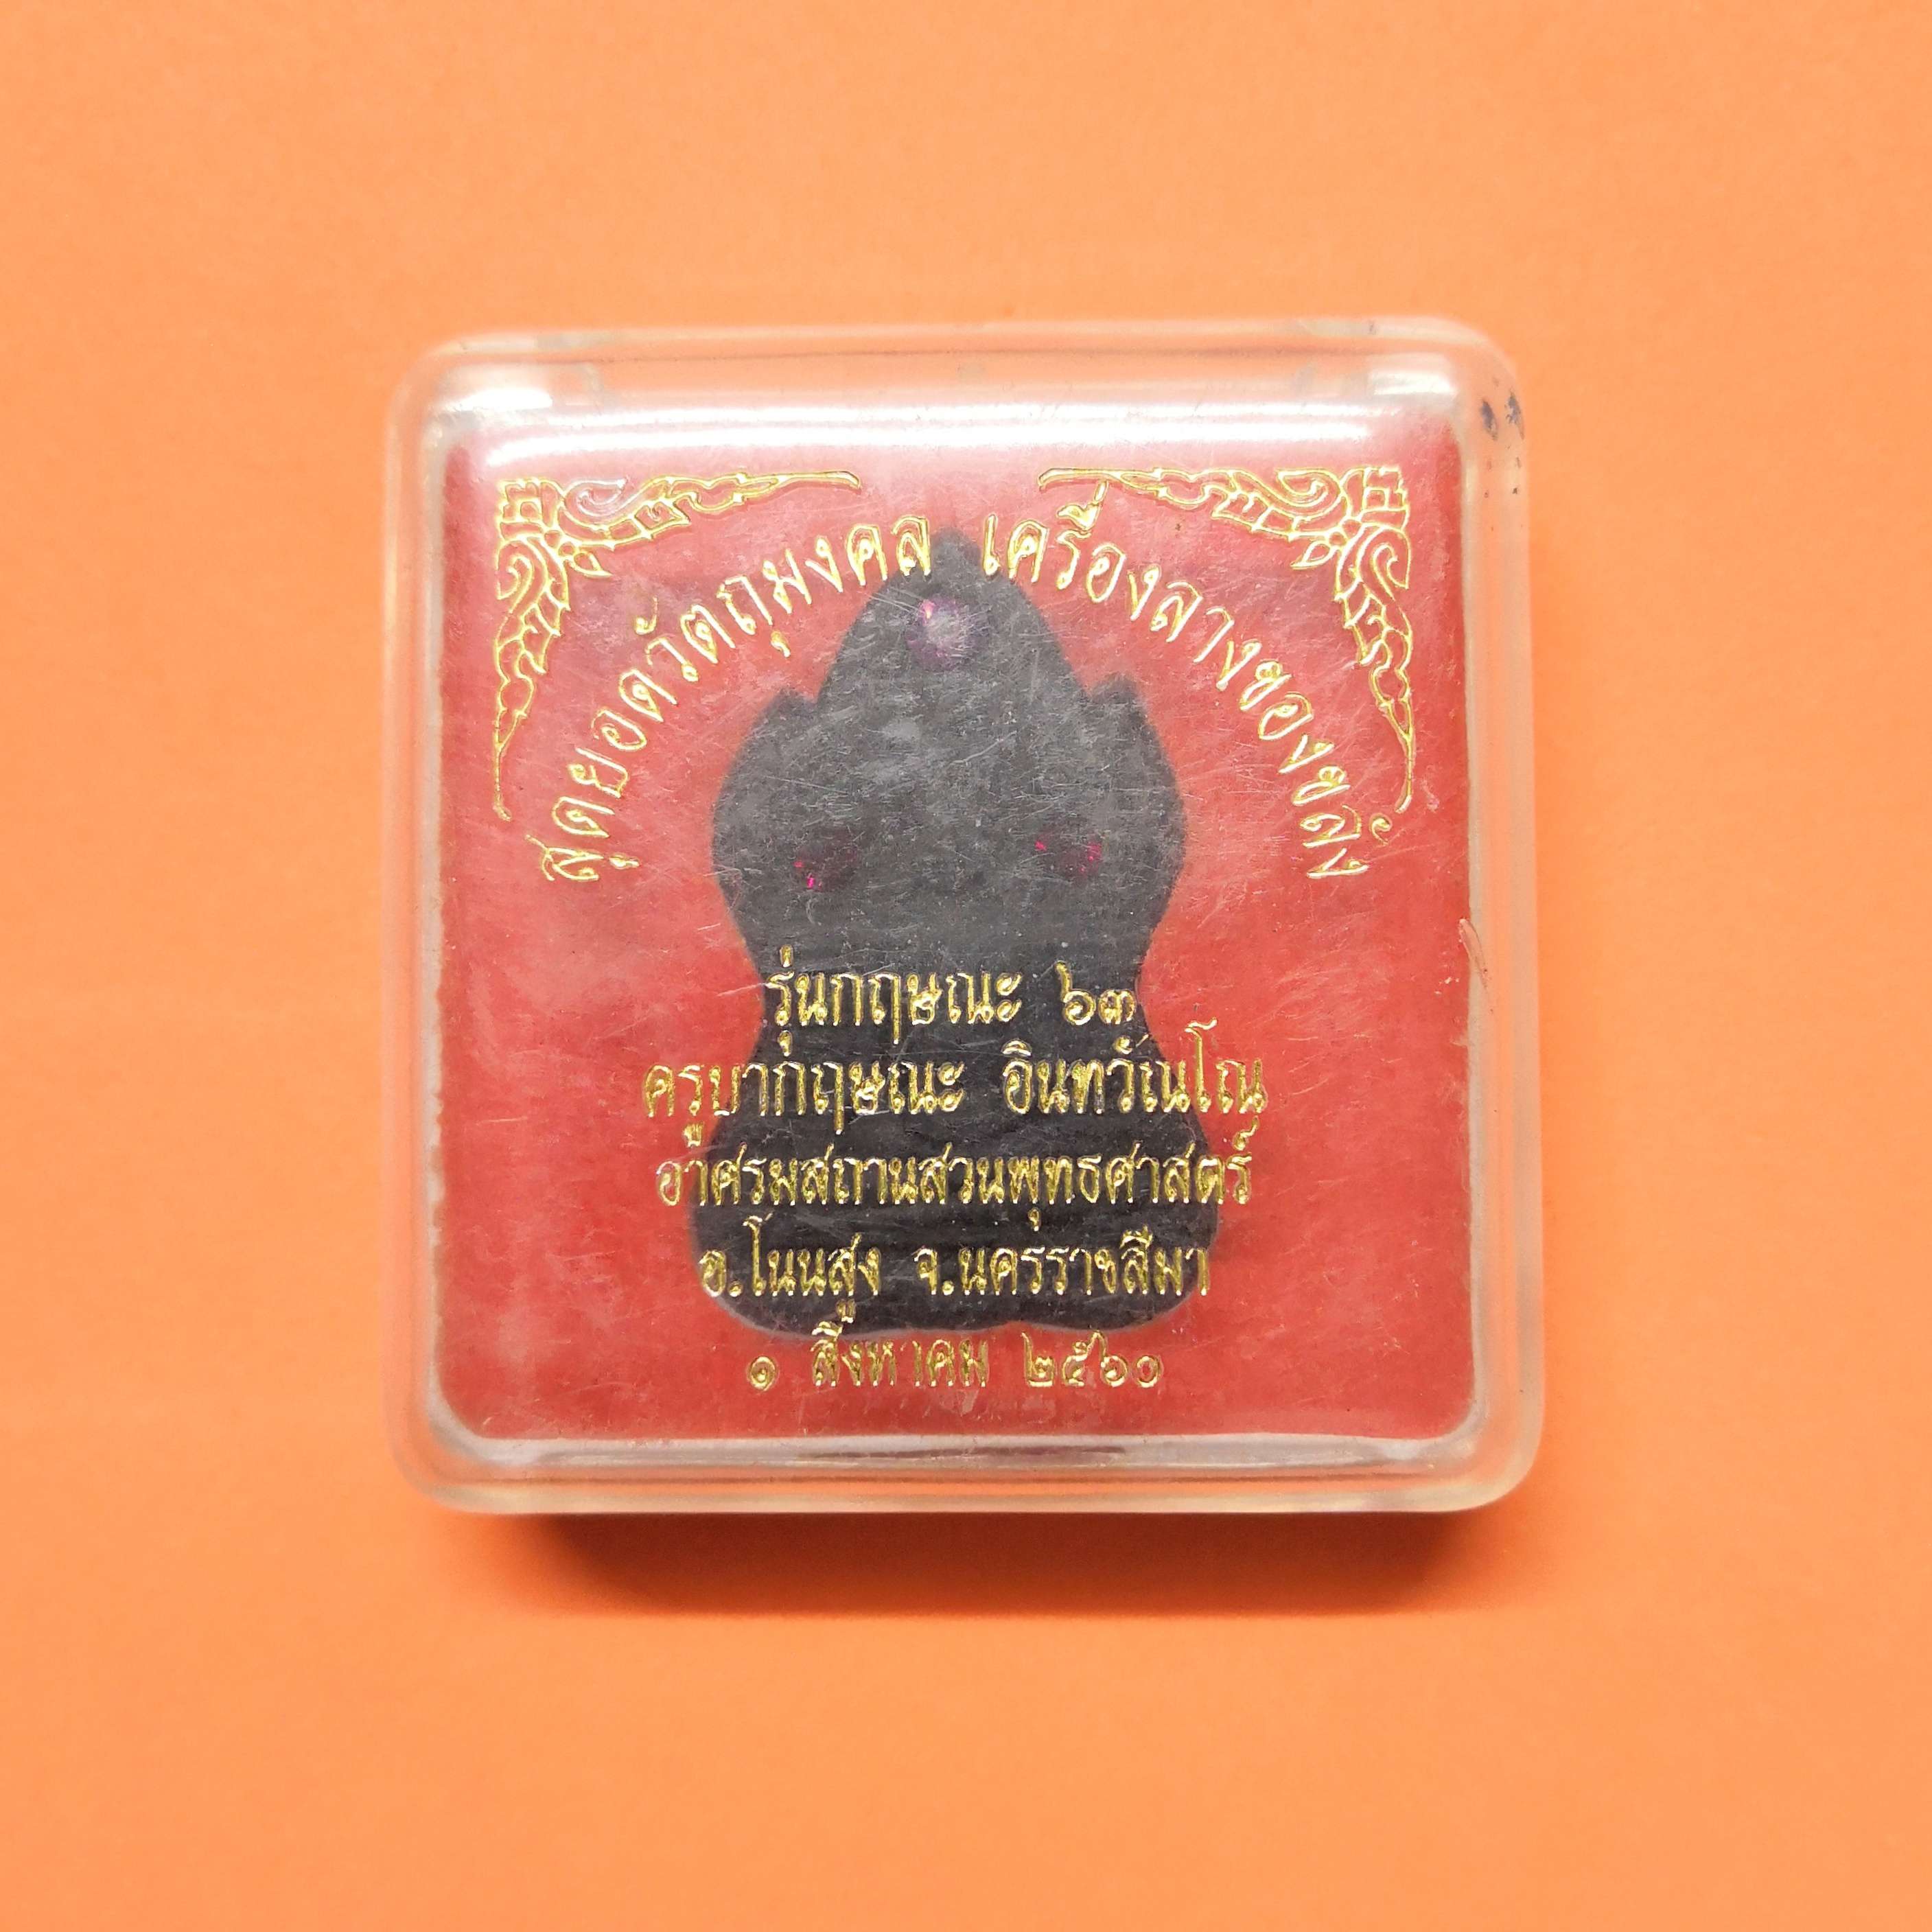 สุดยอดวัตถุมงคล เครื่องลางของขลัง
รุ่นกฤษณะ ๖๓
ครูบากฤษณะ อินทวัณโณ
อาศรมสถานสวนพุทธศาสตร์
อ.โนนสูง จ.นครราชสีมา
๑ สิงหาคม ๒๕๖๐